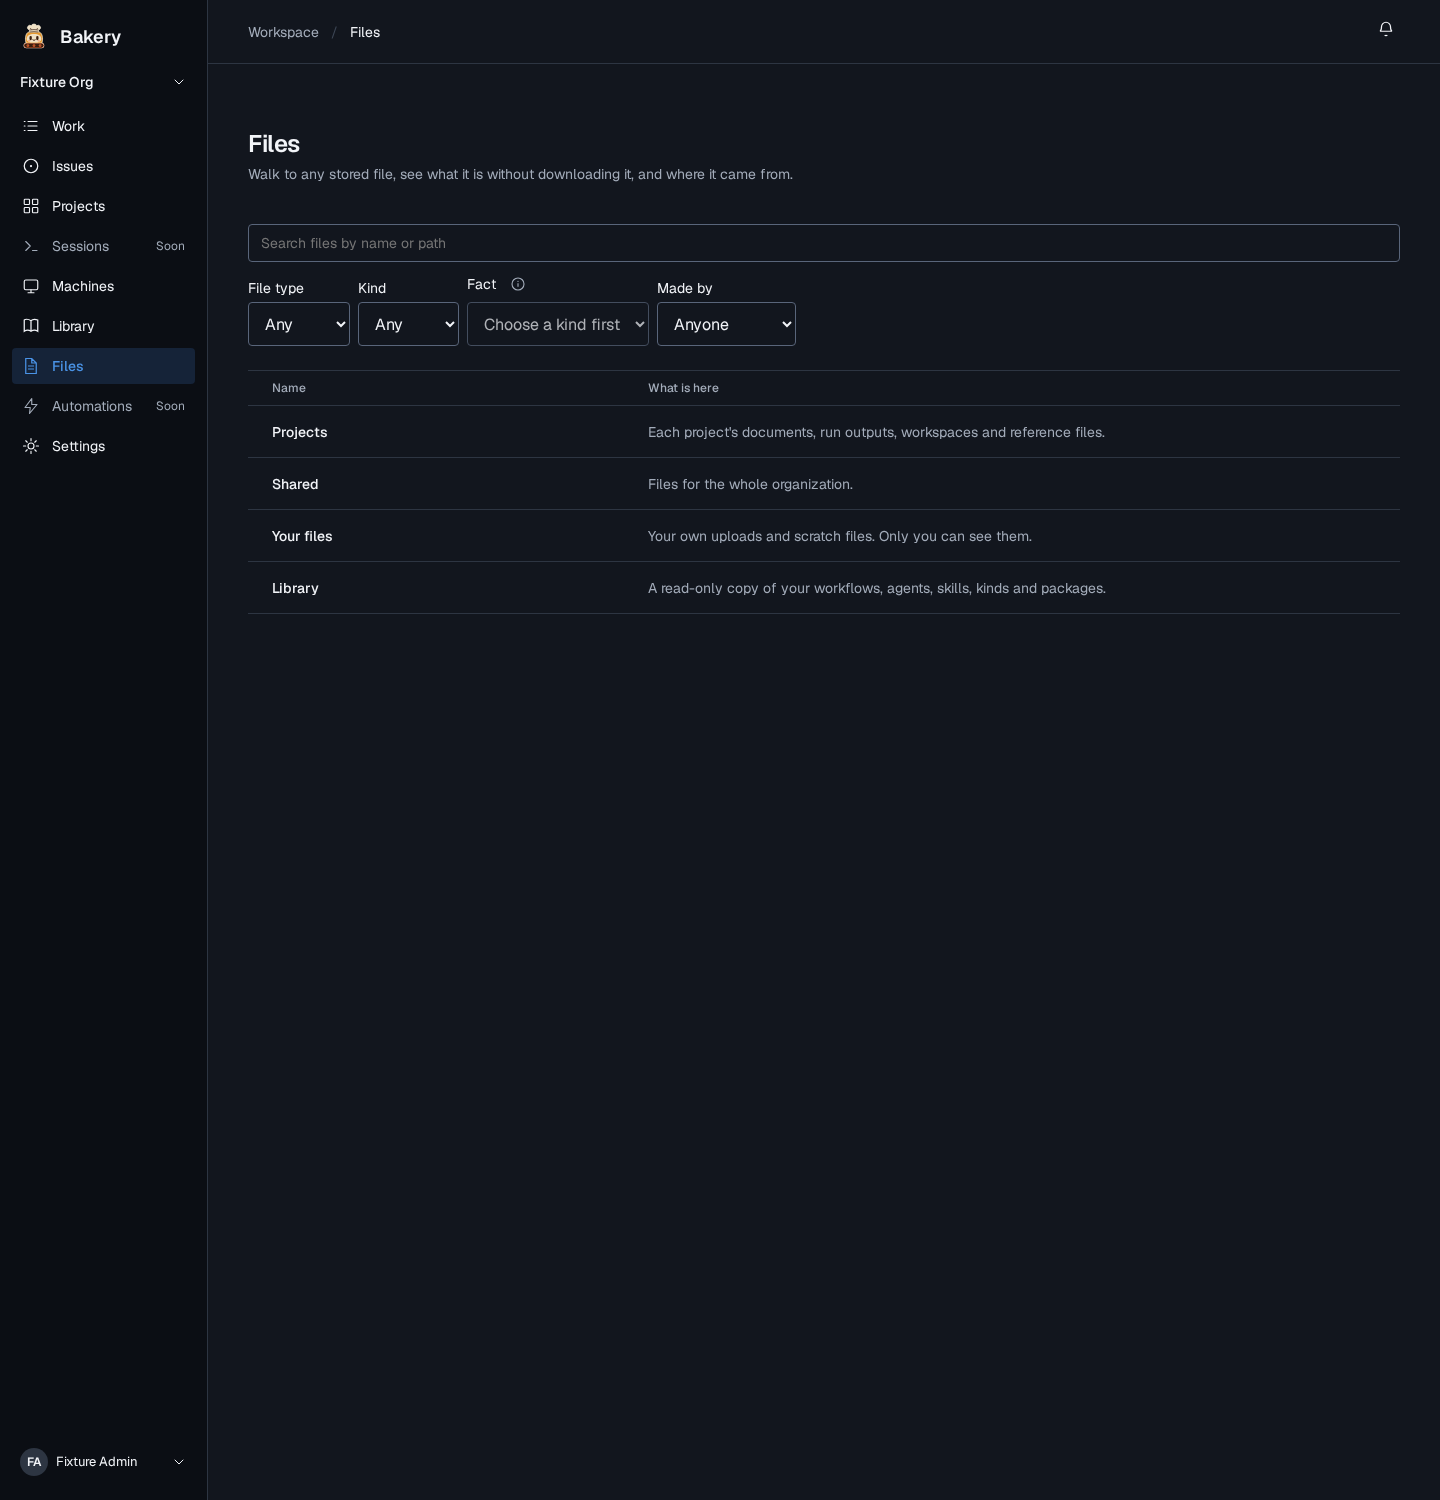 Bakery
Workspace / Files
Fixture Org
Work
Issues
Projects
Sessions Soon
Machines
Library
Files
Automations Soon
Settings
Files
Walk to any stored file, see what it is without downloading it, and where it came from.
Search files by name or path
File type Kind Fact Made by
Any Any Choose a kind first Anyone
Name What is here
Projects Each project's documents, run outputs, workspaces and reference files.
Shared Files for the whole organization.
Your files Your own uploads and scratch files. Only you can see them.
Library A read-only copy of your workflows, agents, skills, kinds and packages.
FA Fixture Admin